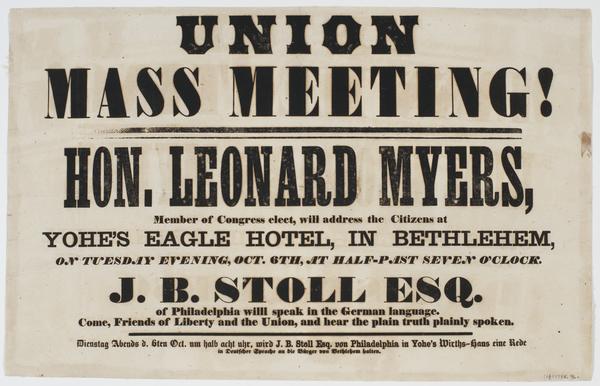 UNION
MASS MEETING!
HON. LEONARD MYERS,
Member of Congress elect, will address the Citizens at
YOHE'S EAGLE HOTEL, IN BETHLEHEM,
ON TUESDAY EVENING, OCT. 6TH, AT HALF-PAST SEVEN O'CLOCK.
J. B. STOLL ESQ.
of Philadelphia willl speak in the German language.
Come, Friends of Liberty and the Union, and hear the plain truth plainly spoken.
Dienstag Abends d. 6ten Oct. um halb acht uhr, wird J. B. Stoll Esq. von Philadelphia in Yohe's Wirths-Haus eine Rede
in Deutscher Sprache an die Bürger von Bethlehem halten.